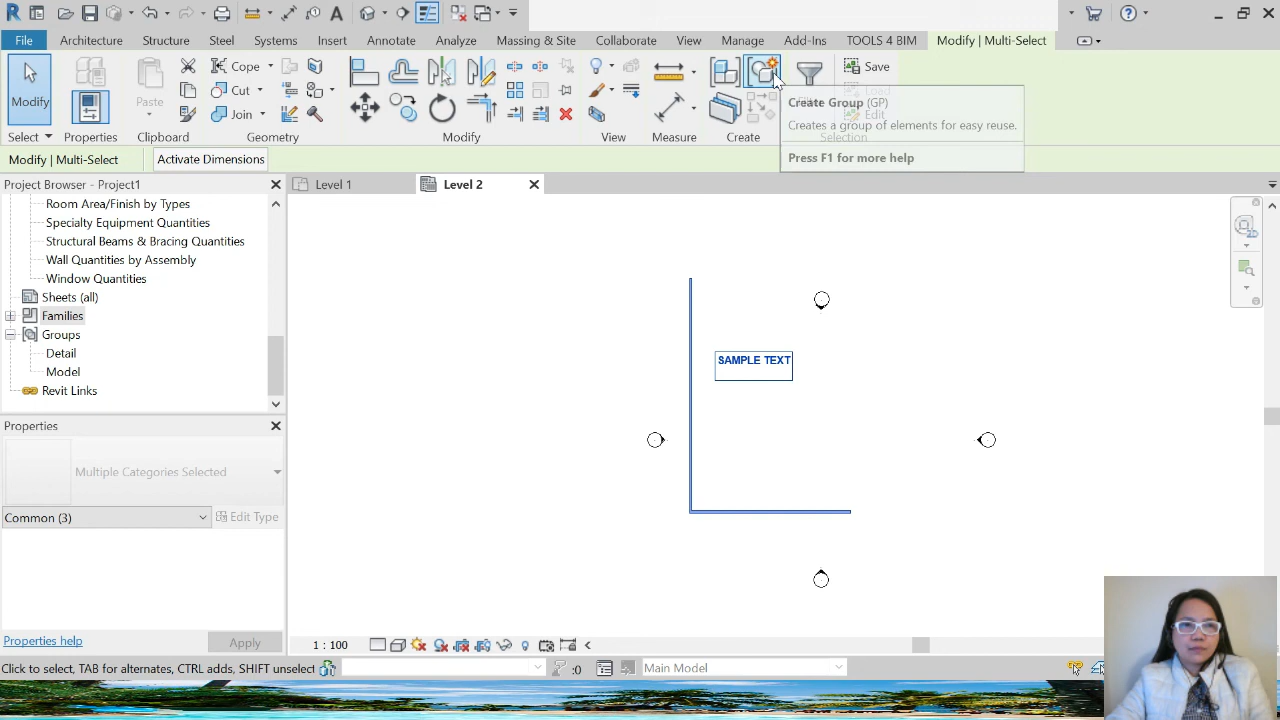 File Architecture Structure Steel Systems Insert Annotate Analyze Massing & Site Collaborate View Manage Add-Ins TOOLS 4 BIM Modify | Multi-Select
Modify
Paste
Cope
Cut
Join
Save
Load
Edit
Create Group (GP)
Creates a group of elements for easy reuse.
Press F1 for more help
Select Properties Clipboard Geometry Modify View Measure Create Selection
Modify | Multi-Select Activate Dimensions
Project Browser - Project1
Level 1 Level 2
Room Area/Finish by Types
Specialty Equipment Quantities
Structural Beams & Bracing Quantities
Wall Quantities by Assembly
Window Quantities
Sheets (all)
Families
Groups
Detail
Model
Revit Links
SAMPLE TEXT
Properties
Multiple Categories Selected
Common (3) Edit Type
Properties help Apply
1 : 100
Click to select, TAB for alternates, CTRL adds, SHIFT unselect :0 Main Model